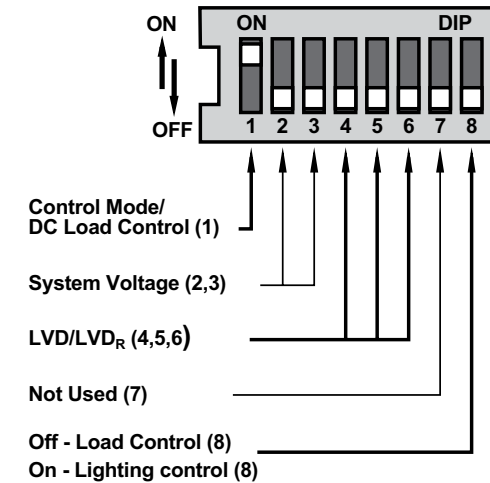 ON ON DIP
OFF 1 2 3 4 5 6 7 8
Control Mode/
DC Load Control (1)
System Voltage (2,3)
LVD/LVDR (4,5,6)
Not Used (7)
Off - Load Control (8)
On - Lighting control (8)